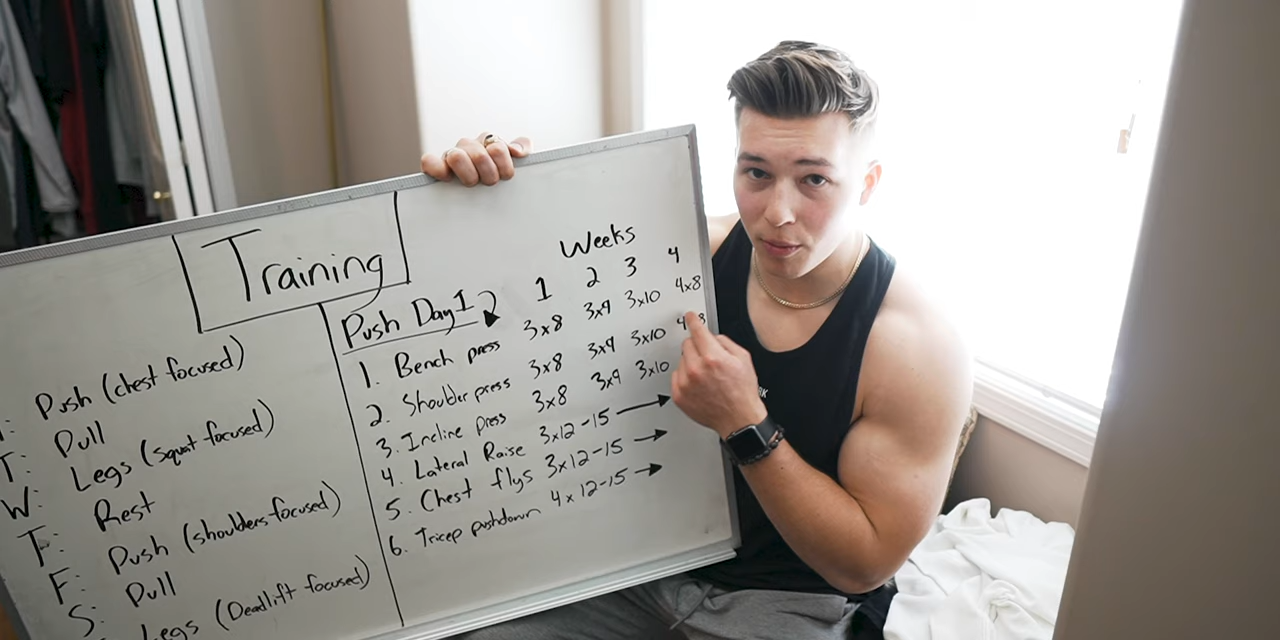 Training
T: Push (chest focused)
T: Pull
W: Legs (squat focused)
T: Rest
F: Push (shoulders focused)
S: Pull
Legs (Deadlift focused)
Weeks
Push Day 1 1 2 3 4
1. Bench press 3x8 3x9 3x10 4x8
2. Shoulder press 3x8 3x9 3x10 4x8
3. Incline press 3x8 3x9 3x10
4. Lateral Raise 3x12-15 →
5. Chest flys 3x12-15 →
6. Tricep pushdown 4x12-15 →